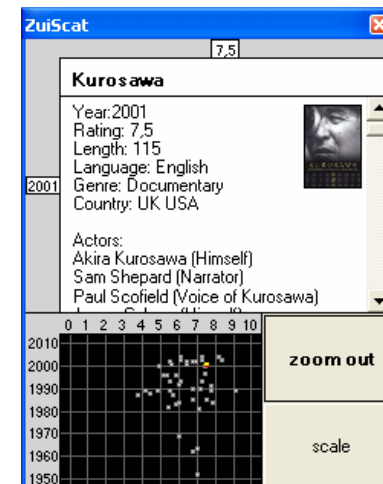 ZuiScat
7,5
Kurosawa
Year:2001
Rating: 7,5
Length: 115
Language: English
2001
Genre: Documentary
Country: UK USA
KUROSAWA
Actors:
Akira Kurosawa (Himself)
Sam Shepard (Narrator)
Paul Scofield (Voice of Kurosawa)
0 1 2 3 4 5 6 7 8 9 10
2010
2000
1990
1980
1970
1960
1950
zoom out
scale